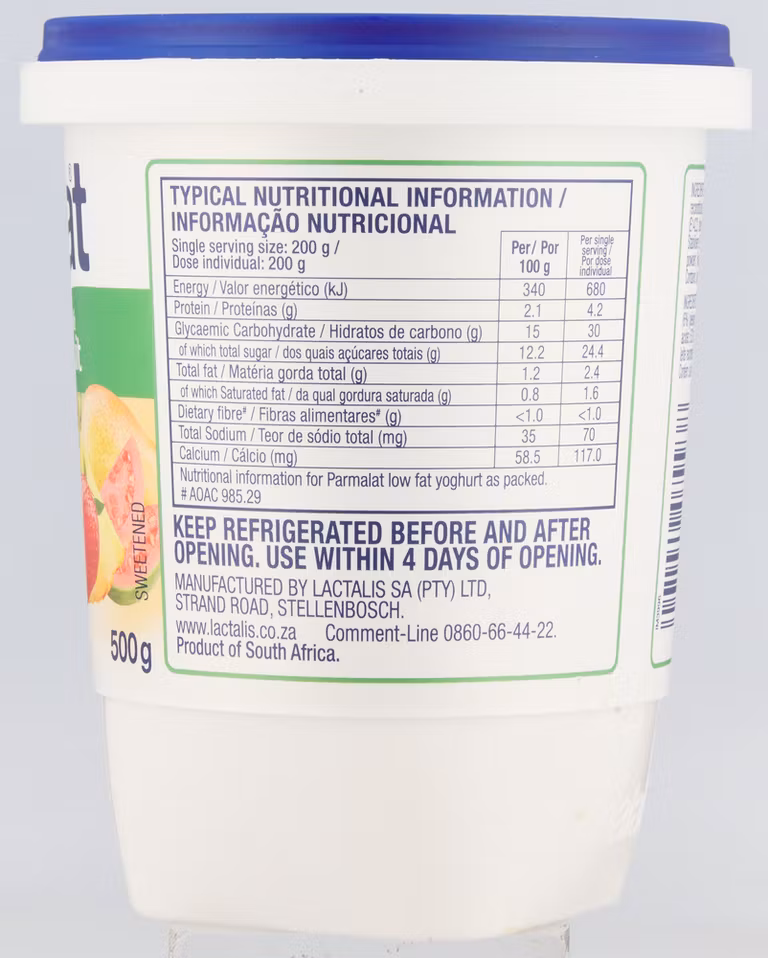 at
®
SWEETENED
500g
TYPICAL NUTRITIONAL INFORMATION /
INFORMAÇÃO NUTRICIONAL
Single serving size: 200 g /
Dose individual: 200 g
Per/ Por
100 g
Per single
serving /
Por dose
individual
Energy / Valor energético (kJ) 340 680
Protein / Proteínas (g) 2.1 4.2
Glycaemic Carbohydrate / Hidratos de carbono (g) 15 30
of which total sugar / dos quais açúcares totais (g) 12.2 24.4
Total fat / Matéria gorda total (g) 1.2 2.4
of which Saturated fat / da qual gordura saturada (g) 0.8 1.6
Dietary fibre# / Fibras alimentares# (g) <1.0 <1.0
Total Sodium / Teor de sódio total (mg) 35 70
Calcium / Cálcio (mg) 58.5 117.0
Nutritional information for Parmalat low fat yoghurt as packed.
# AOAC 985.29
KEEP REFRIGERATED BEFORE AND AFTER
OPENING. USE WITHIN 4 DAYS OF OPENING.
MANUFACTURED BY LACTALIS SA (PTY) LTD,
STRAND ROAD, STELLENBOSCH.
www.lactalis.co.za Comment-Line 0860-66-44-22.
Product of South Africa.